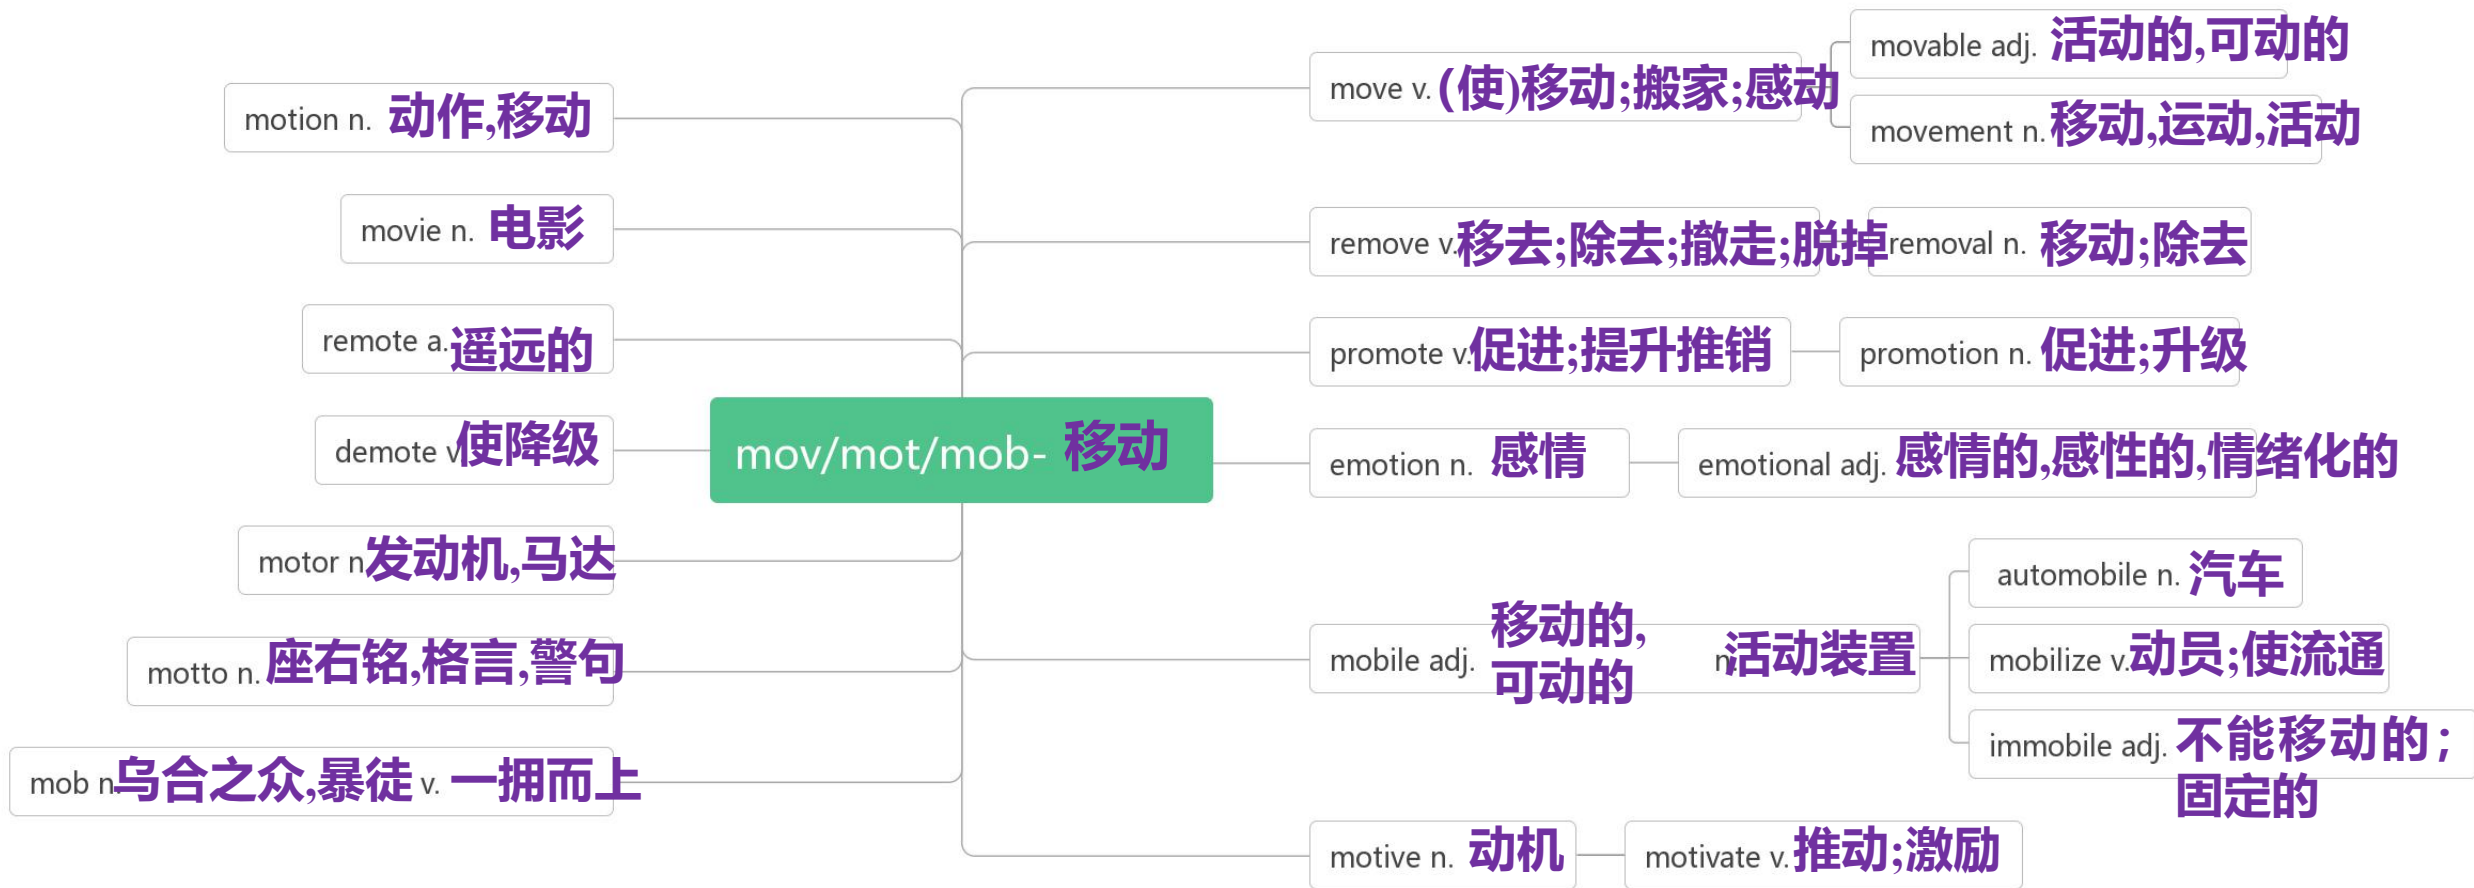 motion n. 动作,移动
movie n. 电影
remote a.遥远的
demote v使降级
motor n发动机,马达
motto n. 座右铭,格言,警句
mob n.乌合之众,暴徒 v. 一拥而上
mov/mot/mob- 移动
move v. (使)移动;搬家;感动
movable adj. 活动的,可动的
movement n. 移动,运动,活动
remove v.移去;除去;撤走;脱掉
removal n. 移动;除去
promote v.促进;提升推销
promotion n. 促进;升级
emotion n. 感情
emotional adj. 感情的,感性的,情绪化的
mobile adj. 移动的,
可动的
n.活动装置
automobile n. 汽车
mobilize v.动员;使流通
immobile adj. 不能移动的；
固定的
motive n. 动机
motivate v.推动;激励